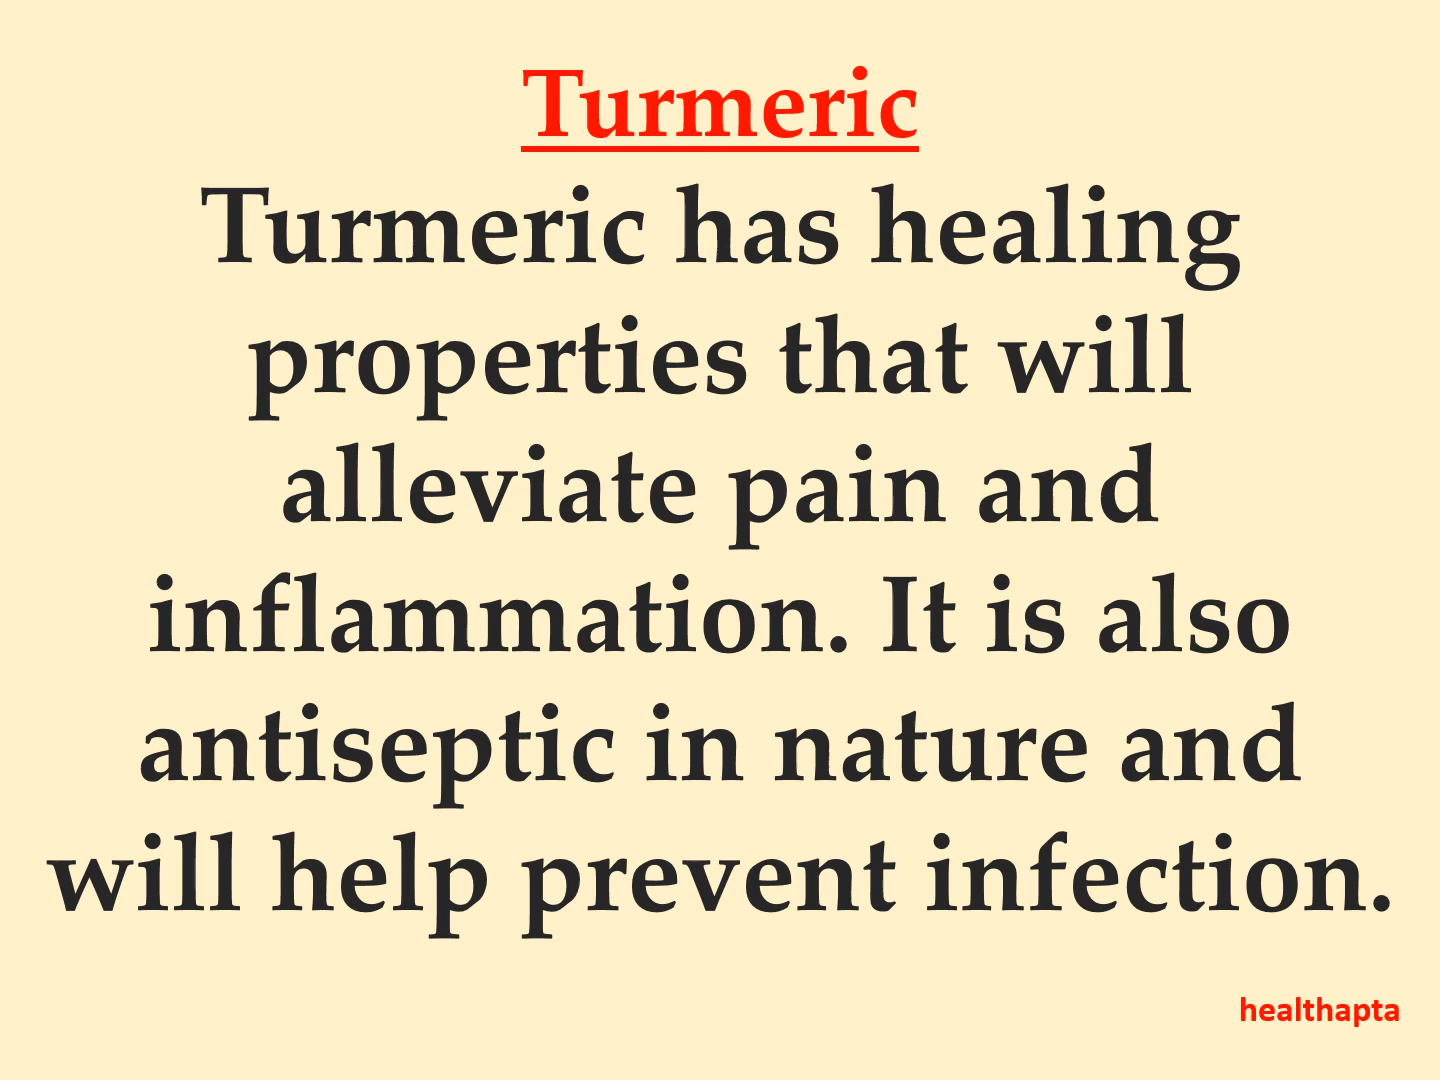 Turmeric
Turmeric has healing
properties that will
alleviate pain and
inflammation. It is also
antiseptic in nature and
will help prevent infection.
healthapta